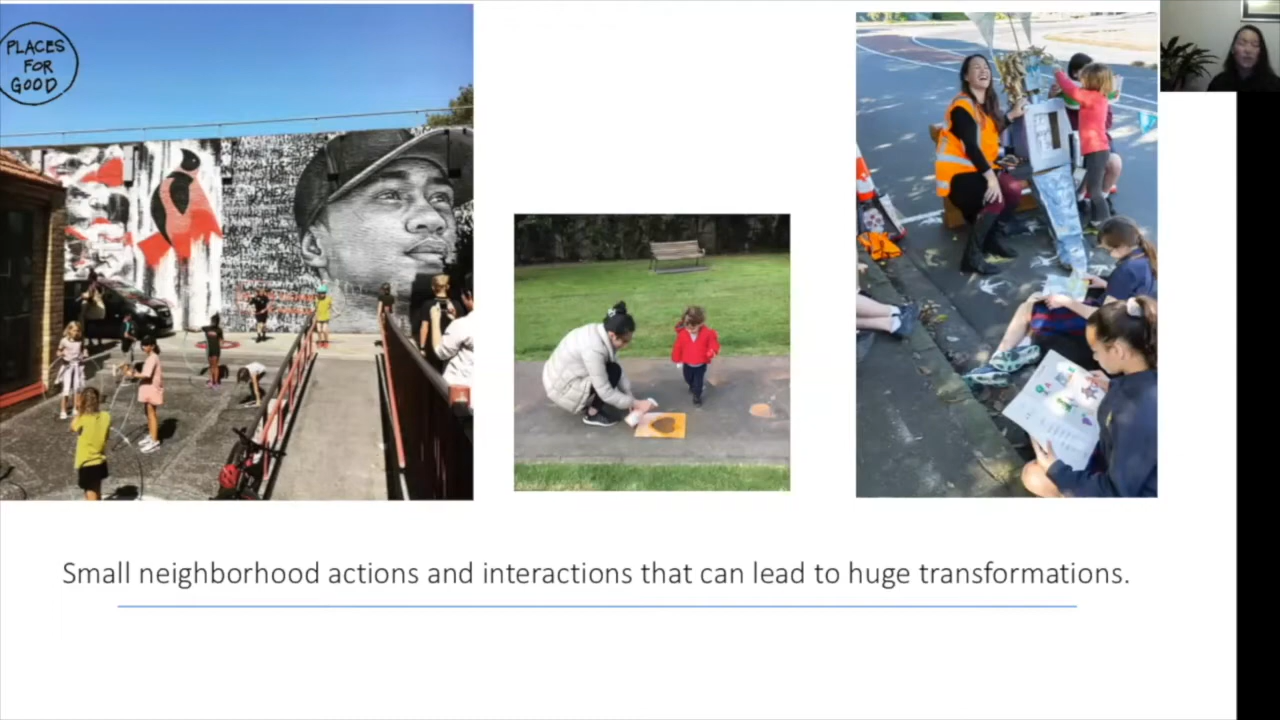 PLACES
FOR
GOOD
Small neighborhood actions and interactions that can lead to huge transformations.